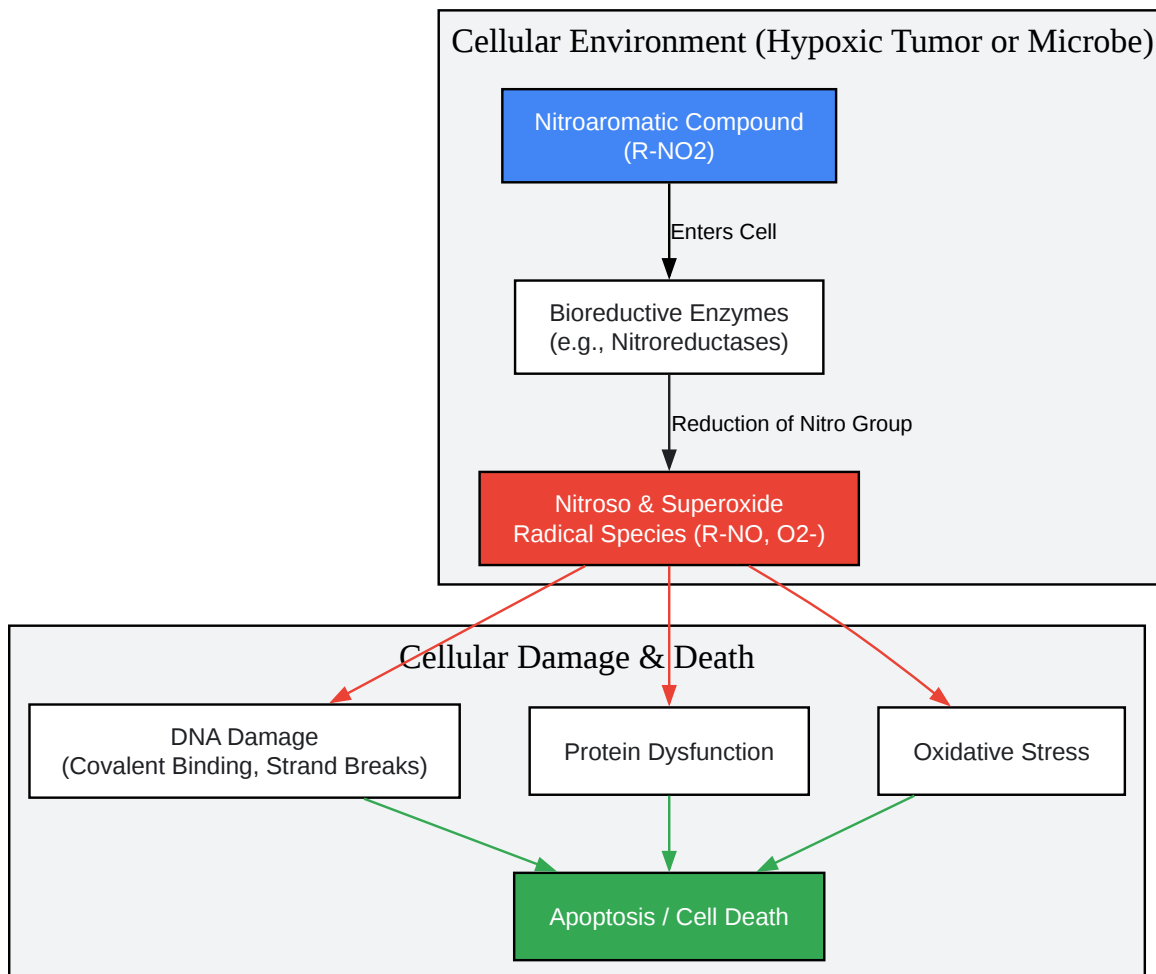 Cellular Environment (Hypoxic Tumor or Microbe)
Nitroaromatic Compound
(R-NO2)
Enters Cell
Bioreductive Enzymes
(e.g., Nitroreductases)
Reduction of Nitro Group
Nitroso & Superoxide
Radical Species (R-NO, O2-)
Cellular Damage & Death
DNA Damage
(Covalent Binding, Strand Breaks)
Protein Dysfunction
Oxidative Stress
Apoptosis / Cell Death